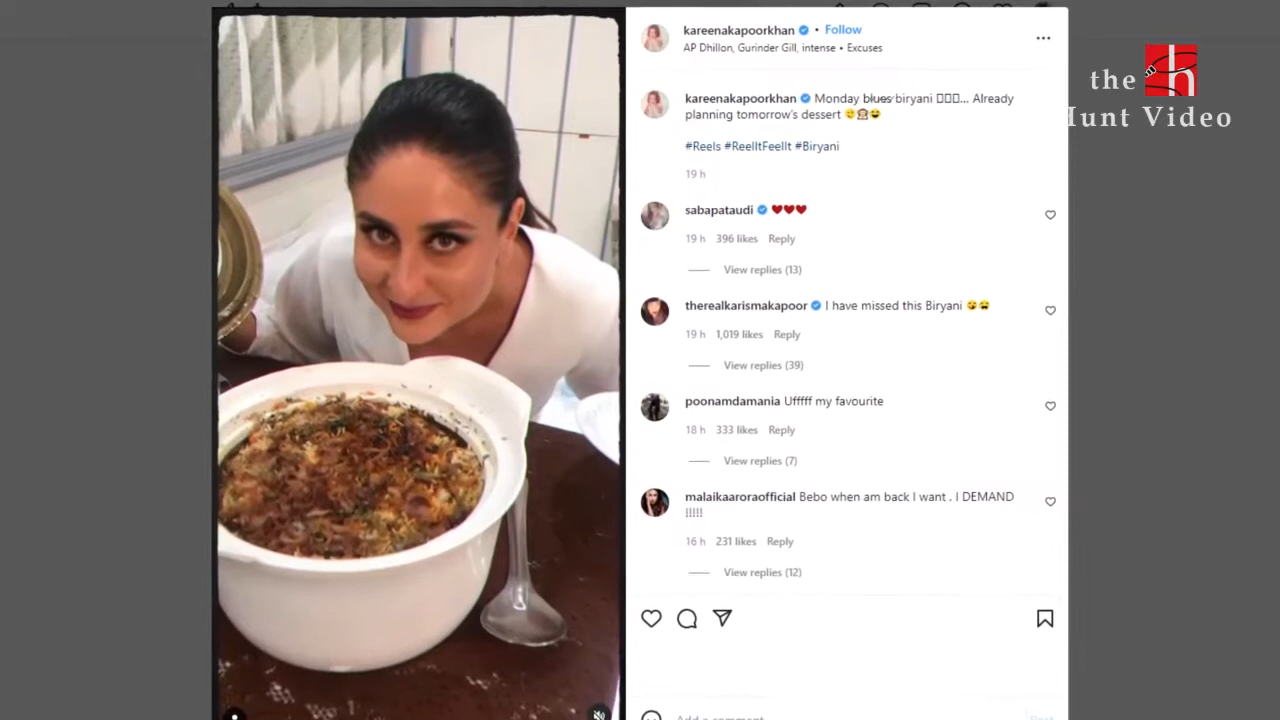 kareenakapoorkhan • Follow
AP Dhillon, Gurinder Gill, intense • Excuses
the h
Hunt Video
kareenakapoorkhan Monday blues biryani ▯▯▯... Already
planning tomorrow's dessert 
#Reels #ReelItFeelIt #Biryani
19 h
sabapataudi ♥♥♥
19 h 396 likes Reply
View replies (13)
therealkarismakapoor I have missed this Biryani
19 h 1,019 likes Reply
View replies (39)
poonamdamania Ufffff my favourite
18 h 333 likes Reply
View replies (7)
malaikaaroraofficial Bebo when am back I want . I DEMAND
!!!!!
16 h 231 likes Reply
View replies (12)
Add a comment
Post